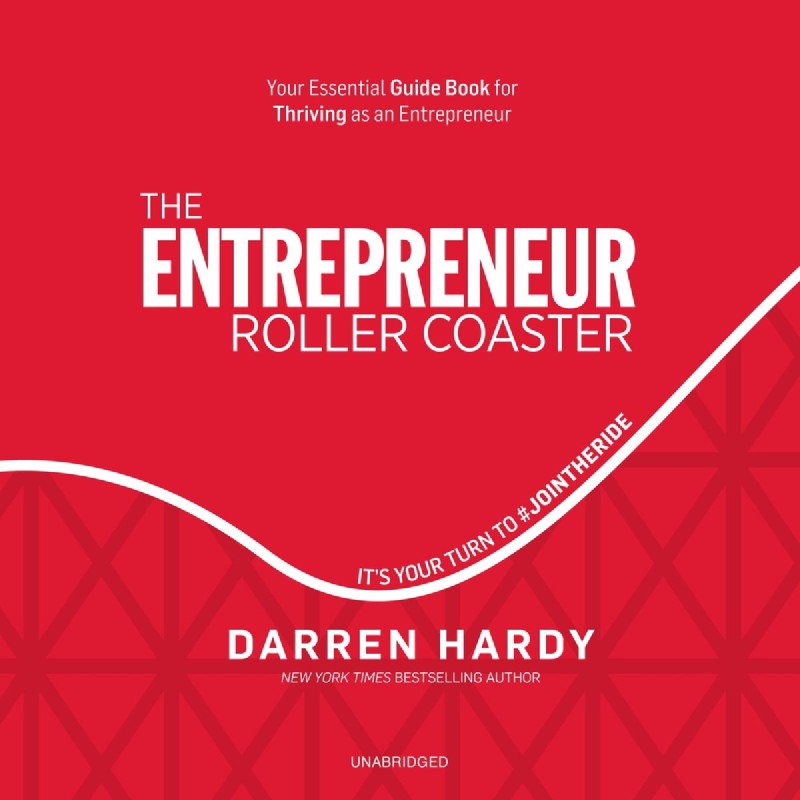 Your Essential Guide Book for
Thriving as an Entrepreneur
THE
ENTREPRENEUR
ROLLER COASTER
IT'S YOUR TURN TO #JOINTHERIDE
DARREN HARDY
NEW YORK TIMES BESTSELLING AUTHOR
UNABRIDGED